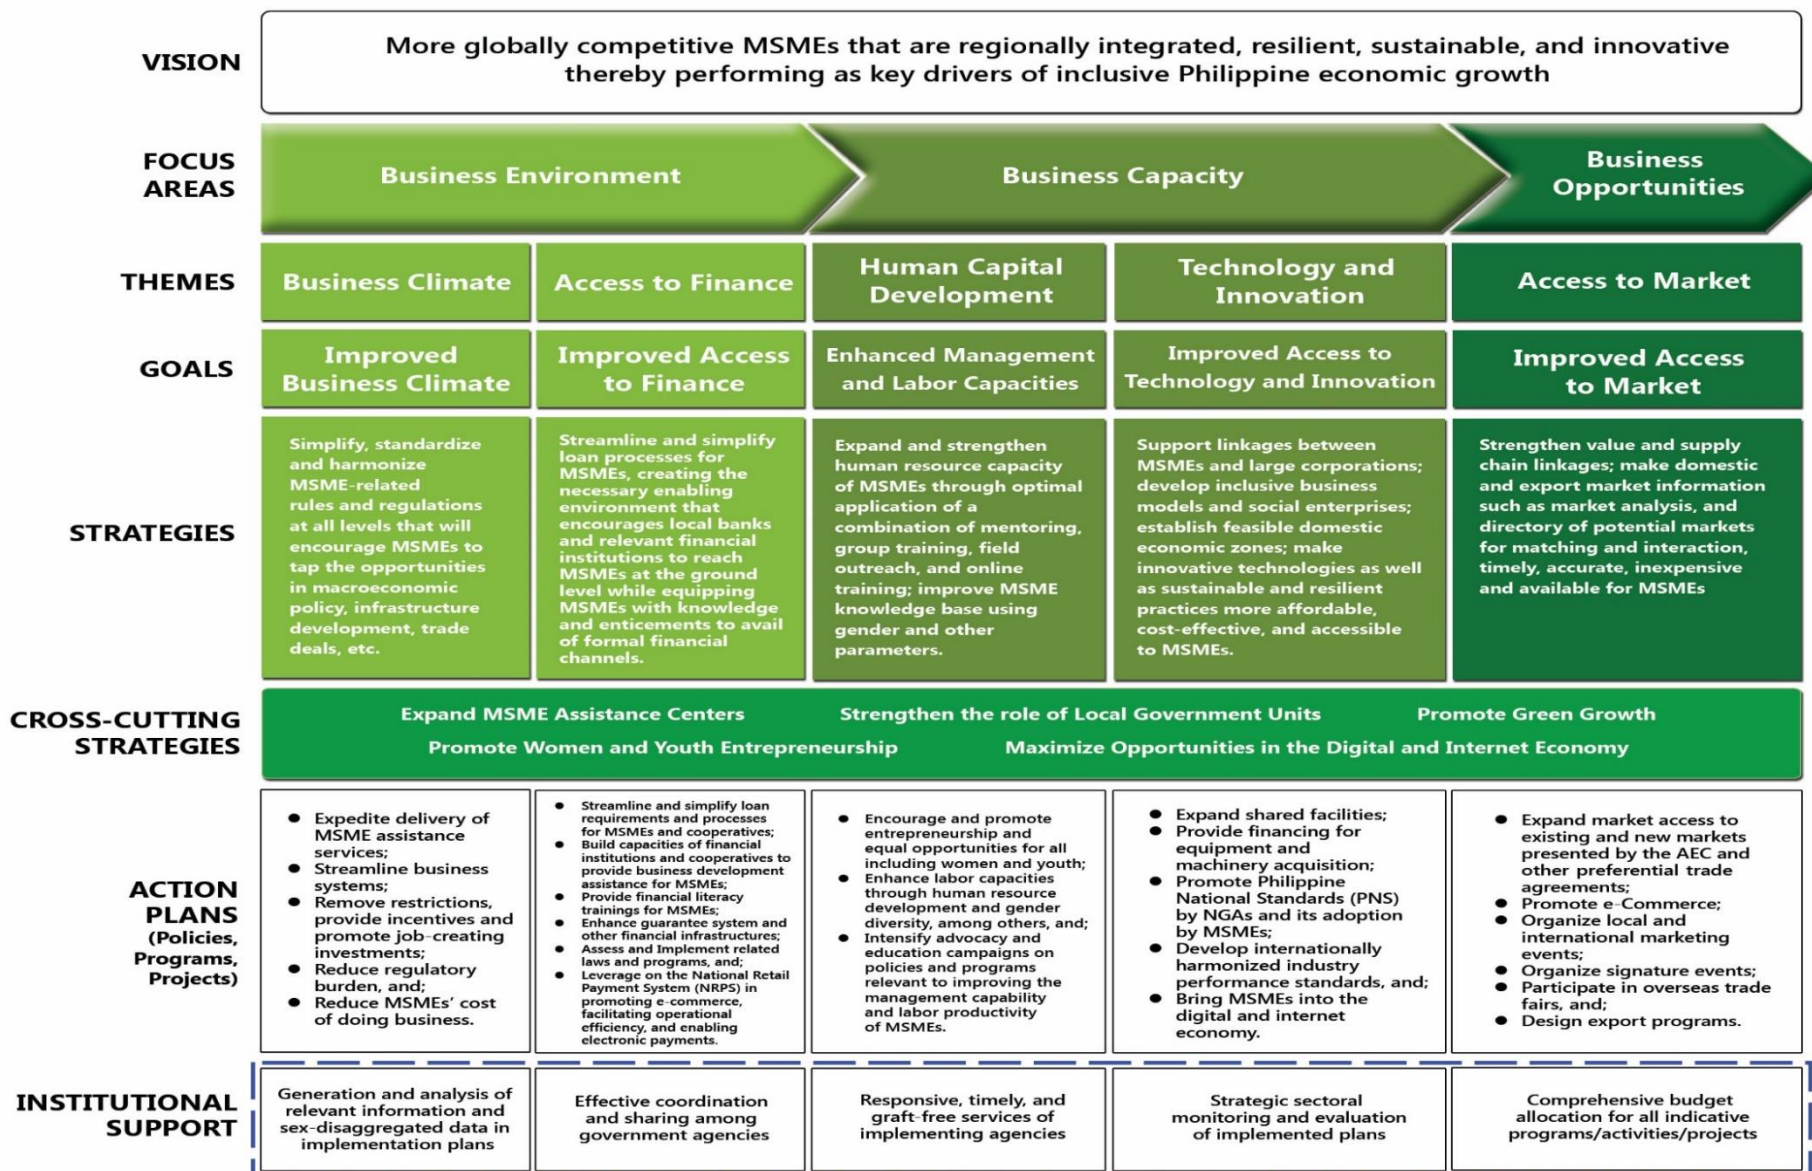 VISION
More globally competitive MSMEs that are regionally integrated, resilient, sustainable, and innovative
thereby performing as key drivers of inclusive Philippine economic growth
FOCUS
AREAS
Business Environment
Business Capacity
Business
Opportunities
THEMES
Business Climate
Access to Finance
Human Capital
Development
Technology and
Innovation
Access to Market
GOALS
Improved
Business Climate
Improved Access
to Finance
Enhanced Management
and Labor Capacities
Improved Access to
Technology and Innovation
Improved Access
to Market
STRATEGIES
Simplify, standardize
and harmonize
MSME-related
rules and regulations
at all levels that will
encourage MSMEs to
tap the opportunities
in macroeconomic
policy, infrastructure
development, trade
deals, etc.
Streamline and simplify
loan processes for
MSMEs, creating the
necessary enabling
environment that
encourages local banks
and relevant financial
institutions to reach
MSMEs at the ground
level while equipping
MSMEs with knowledge
and enticements to avail
of formal financial
channels.
Expand and strengthen
human resource capacity
of MSMEs through optimal
application of a
combination of mentoring,
group training, field
outreach, and online
training; improve MSME
knowledge base using
gender and other
parameters.
Support linkages between
MSMEs and large corporations;
develop inclusive business
models and social enterprises;
establish feasible domestic
economic zones; make
innovative technologies as well
as sustainable and resilient
practices more affordable,
cost-effective, and accessible
to MSMEs.
Strengthen value and supply
chain linkages; make domestic
and export market information
such as market analysis, and
directory of potential markets
for matching and interaction,
timely, accurate, inexpensive
and available for MSMEs
CROSS-CUTTING
STRATEGIES
Expand MSME Assistance Centers
Strengthen the role of Local Government Units
Promote Green Growth
Promote Women and Youth Entrepreneurship
Maximize Opportunities in the Digital and Internet Economy
ACTION
PLANS
(Policies,
Programs,
Projects)
● Expedite delivery of
MSME assistance
services;
● Streamline business
systems;
● Remove restrictions,
provide incentives and
promote job-creating
investments;
● Reduce regulatory
burden, and;
● Reduce MSMEs' cost
of doing business.
● Streamline and simplify loan
requirements and processes
for MSMEs and cooperatives;
● Build capacities of financial
institutions and cooperatives to
provide business development
assistance for MSMEs;
● Provide financial literacy
trainings for MSMEs;
● Enhance guarantee system and
other financial infrastructures;
● Assess and Implement related
laws and programs, and;
● Leverage on the National Retail
Payment System (NRPS) in
promoting e-commerce,
facilitating operational
efficiency, and enabling
electronic payments.
● Encourage and promote
entrepreneurship and
equal opportunities for all
including women and youth;
● Enhance labor capacities
through human resource
development and gender
diversity, among others, and;
● Intensify advocacy and
education campaigns on
policies and programs
relevant to improving the
management capability
and labor productivity
of MSMEs.
● Expand shared facilities;
● Provide financing for
equipment and
machinery acquisition;
● Promote Philippine
National Standards (PNS)
by NGAs and its adoption
by MSMEs;
● Develop internationally
harmonized industry
performance standards, and;
● Bring MSMEs into the
digital and internet
economy.
● Expand market access to
existing and new markets
presented by the AEC and
other preferential trade
agreements;
● Promote e-Commerce;
● Organize local and
international marketing
events;
● Organize signature events;
● Participate in overseas trade
fairs, and;
● Design export programs.
INSTITUTIONAL
SUPPORT
Generation and analysis of
relevant information and
sex-disaggregated data in
implementation plans
Effective coordination
and sharing among
government agencies
Responsive, timely, and
graft-free services of
implementing agencies
Strategic sectoral
monitoring and evaluation
of implemented plans
Comprehensive budget
allocation for all indicative
programs/activities/projects